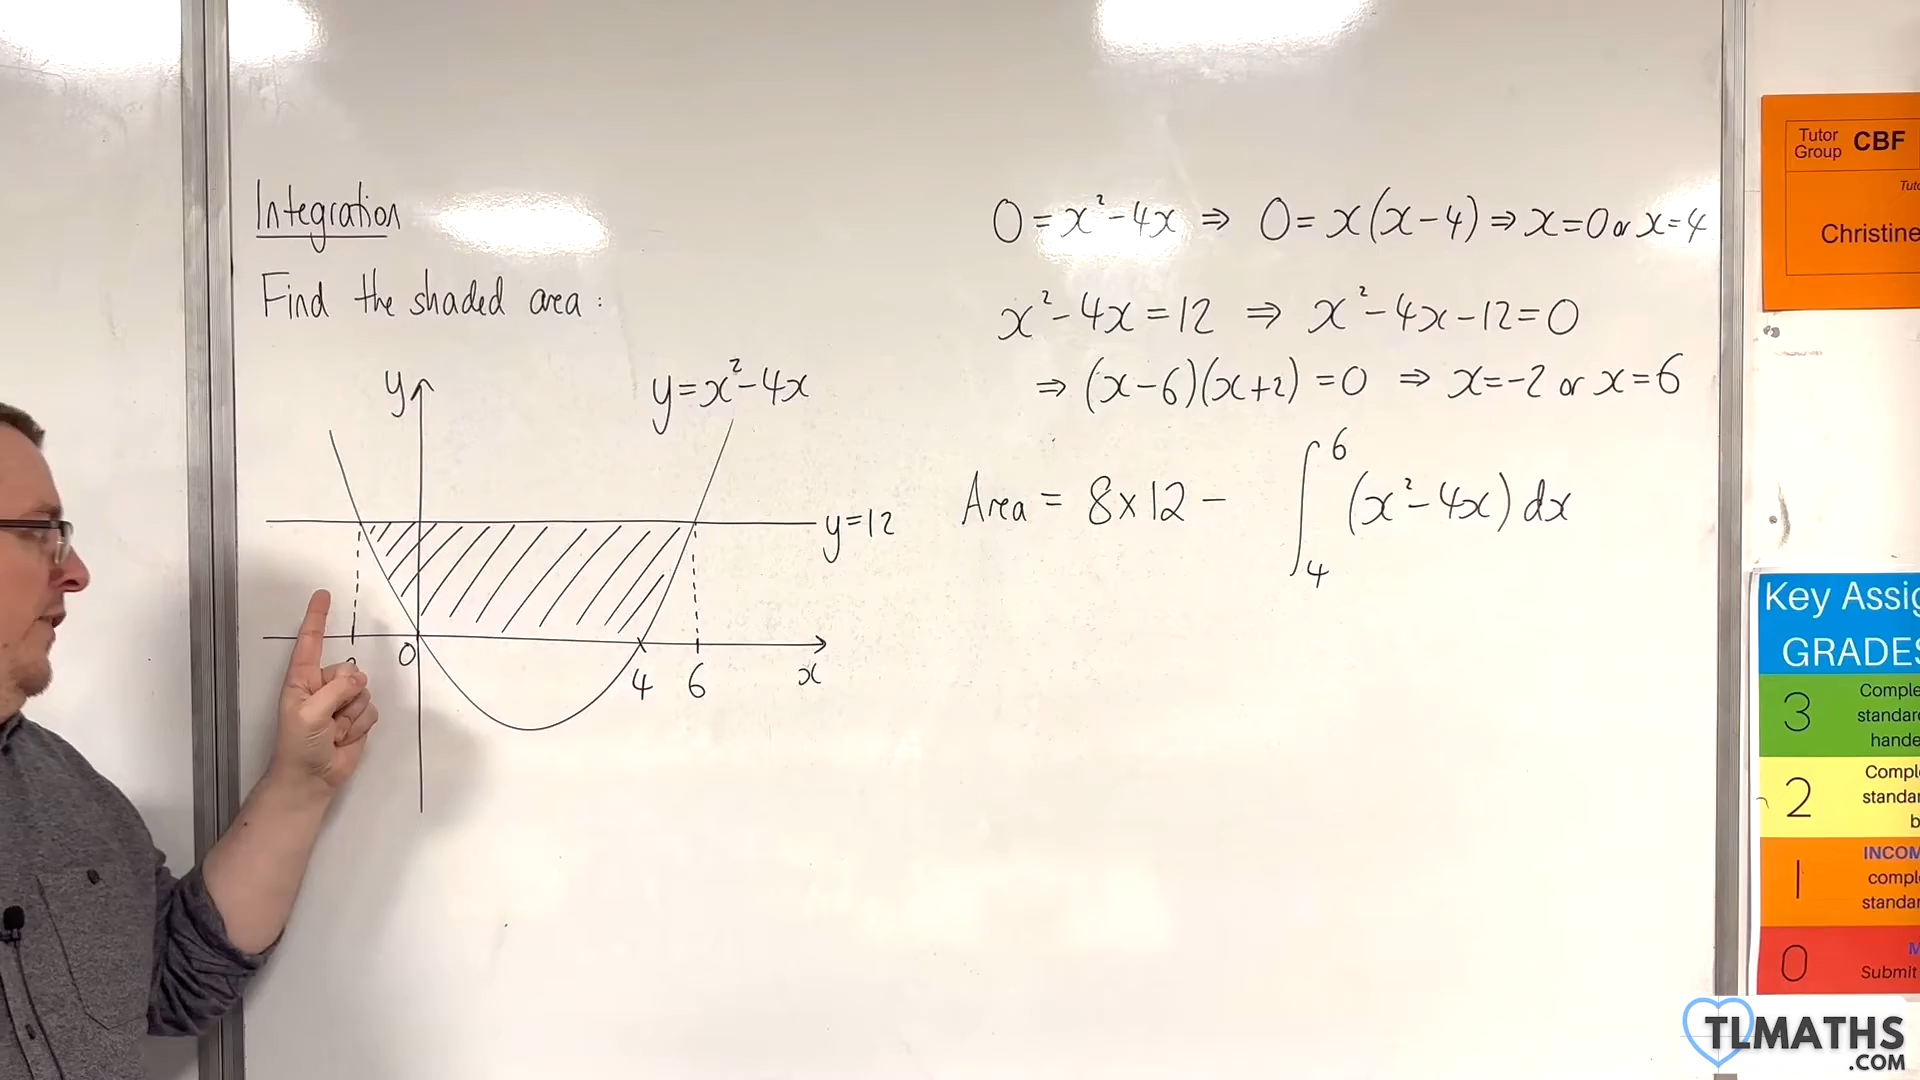 Integration
Find the shaded area:
y
y=x²-4x
y=12
0
4
6
x
0=x²-4x ⇒ 0=x(x-4) ⇒ x=0 or x=4
x²-4x=12 ⇒ x²-4x-12=0
⇒ (x-6)(x+2)=0 ⇒ x=-2 or x=6
Area = 8×12 - ∫₄⁶ (x²-4x) dx
Tutor Group CBF
Christine
Key Assig
GRADES
3
Comple
standar
hande
2
Compl
standar
b
1
INCOM
compl
standar
0
M
Submit
TLMATHS
.COM